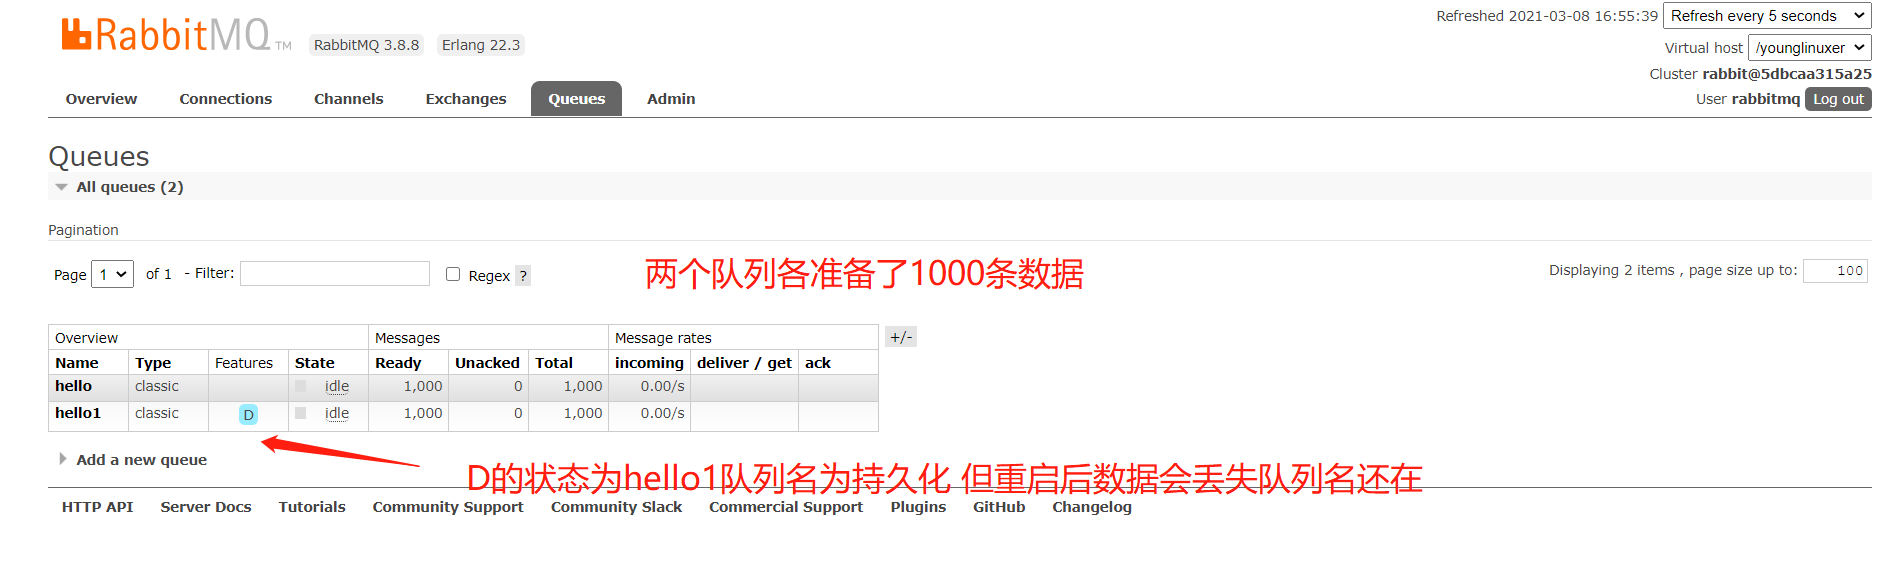 Refreshed 2021-03-08 16:55:39 Refresh every 5 seconds
RabbitMQ TM RabbitMQ 3.8.8 Erlang 22.3
Virtual host /younglinuxer
Cluster rabbit@5dbcaa315a25
User rabbitmq Log out
Overview Connections Channels Exchanges Queues Admin
Queues
All queues (2)
Pagination
Page 1 of 1 - Filter: Regex ?
两个队列各准备了1000条数据
Displaying 2 items , page size up to: 100
Overview Messages Message rates +/-
Name Type Features State Ready Unacked Total incoming deliver / get ack
hello classic idle 1,000 0 1,000 0.00/s
hello1 classic D idle 1,000 0 1,000 0.00/s
Add a new queue
D的状态为hello1队列名为持久化 但重启后数据会丢失队列名还在
HTTP API Server Docs Tutorials Community Support Community Slack Commercial Support Plugins GitHub Changelog